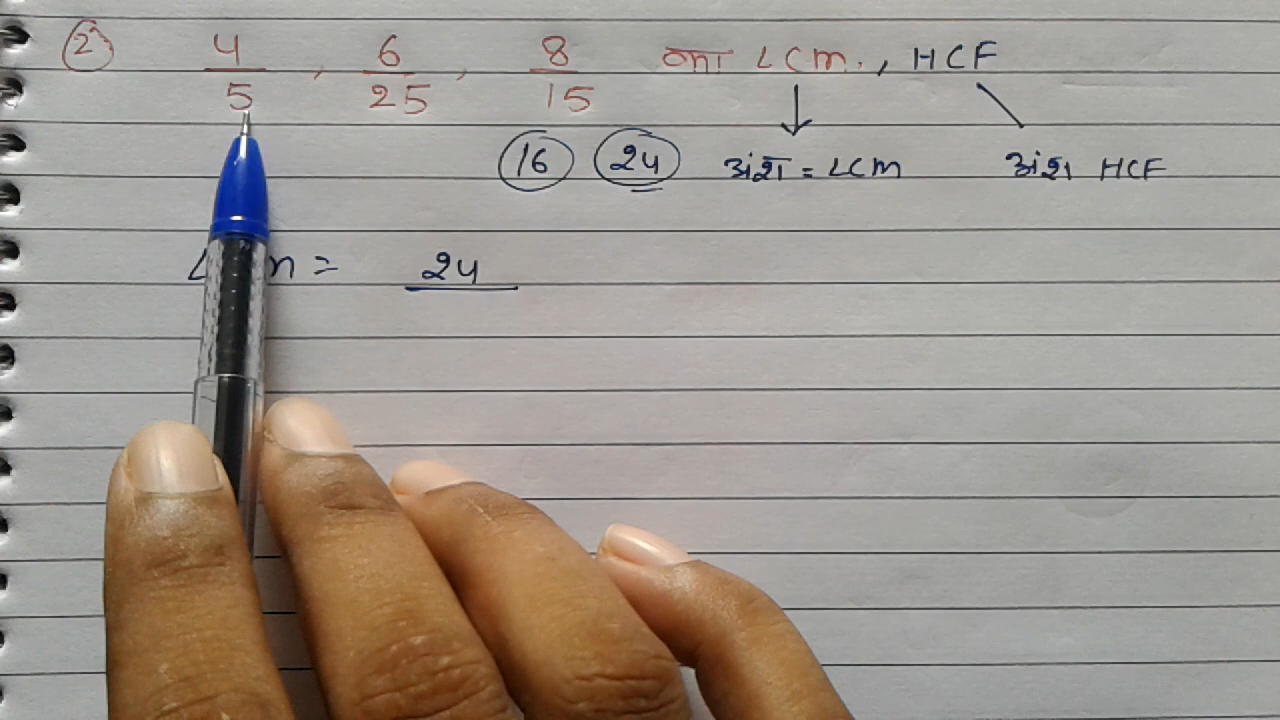 ② 4/5 , 6/25 , 8/15 का LCM. , HCF
16 24 अंश = LCM अंश HCF
= 24